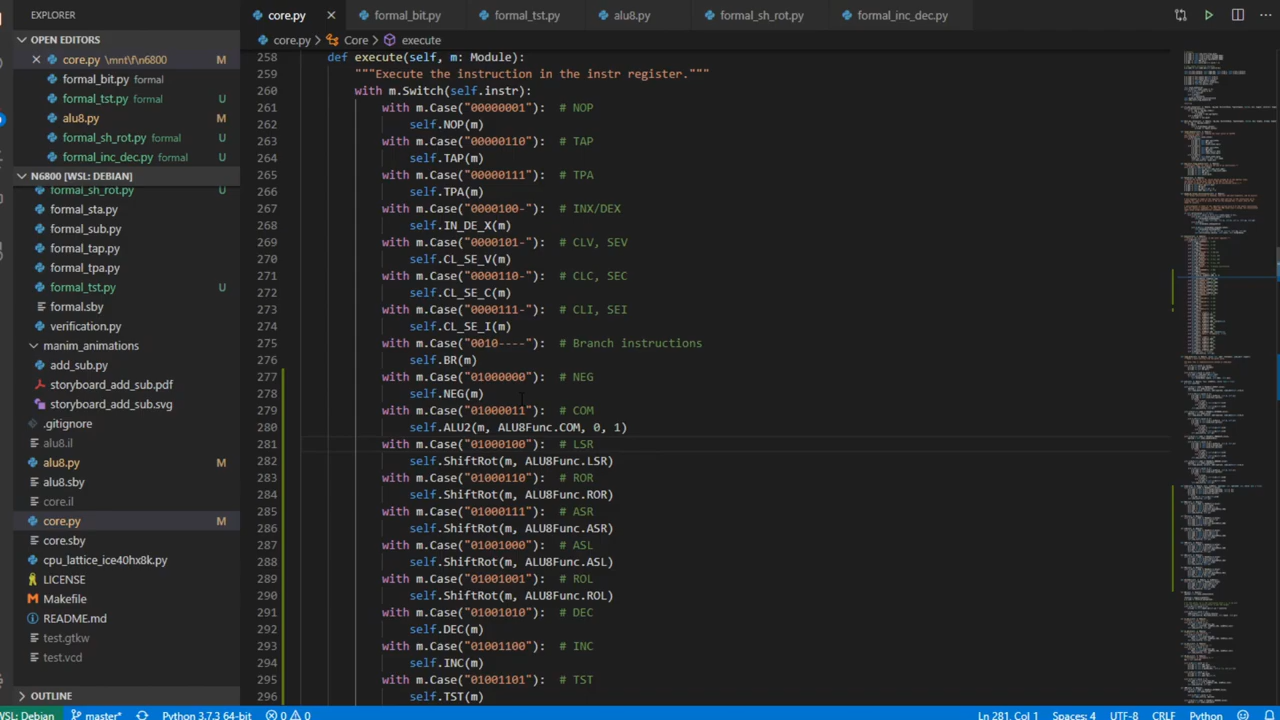 core.py
formal_bit.py
formal_tst.py
alu8.py
formal_sh_rot.py
formal_inc_dec.py
EXPLORER
core.py > Core > execute
OPEN EDITORS
core.py \mnt\f\n6800 M
formal_bit.py formal
formal_tst.py formal U
alu8.py M
formal_sh_rot.py formal U
formal_inc_dec.py formal U
N6800 [WSL: DEBIAN]
formal_sh_rot.py U
formal_sta.py
formal_sub.py
formal_tap.py
formal_tpa.py
formal_tst.py U
formal.sby
verification.py
manim_animations
add_sub.py
storyboard_add_sub.pdf
storyboard_add_sub.svg
.gitignore
alu8.il
alu8.py M
alu8.sby
core.il
core.py M
core.sby
cpu_lattice_ice40hx8k.py
LICENSE
Makefile
README.md
test.gtkw
test.vcd
OUTLINE
258 def execute(self, m: Module):
259 """Execute the instruction in the instr register."""
260 with m.Switch(self.instr):
261 with m.Case("00000001"): # NOP
262 self.NOP(m)
263 with m.Case("00000110"): # TAP
264 self.TAP(m)
265 with m.Case("00000111"): # TPA
266 self.TPA(m)
267 with m.Case("0000100-"): # INX/DEX
268 self.IN_DE_X(m)
269 with m.Case("0000101-"): # CLV, SEV
270 self.CL_SE_V(m)
271 with m.Case("0000110-"): # CLC, SEC
272 self.CL_SE_C(m)
273 with m.Case("0000111-"): # CLI, SEI
274 self.CL_SE_I(m)
275 with m.Case("0010----"): # Branch instructions
276 self.BR(m)
277 with m.Case("01000000"): # NEG
278 self.NEG(m)
279 with m.Case("01000011"): # COM
280 self.ALU2(m, ALU8Func.COM, 0, 1)
281 with m.Case("01000100"): # LSR
282 self.ShiftRot(m, ALU8Func.LSR)
283 with m.Case("01000110"): # ROR
284 self.ShiftRot(m, ALU8Func.ROR)
285 with m.Case("01000111"): # ASR
286 self.ShiftRot(m, ALU8Func.ASR)
287 with m.Case("01001000"): # ASL
288 self.ShiftRot(m, ALU8Func.ASL)
289 with m.Case("01001001"): # ROL
290 self.ShiftRot(m, ALU8Func.ROL)
291 with m.Case("01001010"): # DEC
292 self.DEC(m)
293 with m.Case("01001100"): # INC
294 self.INC(m)
295 with m.Case("01001101"): # TST
296 self.TST(m)
WSL: Debian
master*
Python 3.7.3 64-bit
0
0
Ln 281, Col 1
Spaces: 4
UTF-8
CRLF
Python